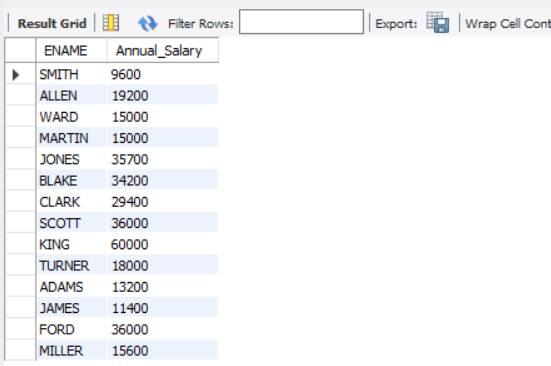 Result Grid Filter Rows: Export: Wrap Cell Cont
ENAME Annual_Salary
SMITH 9600
ALLEN 19200
WARD 15000
MARTIN 15000
JONES 35700
BLAKE 34200
CLARK 29400
SCOTT 36000
KING 60000
TURNER 18000
ADAMS 13200
JAMES 11400
FORD 36000
MILLER 15600